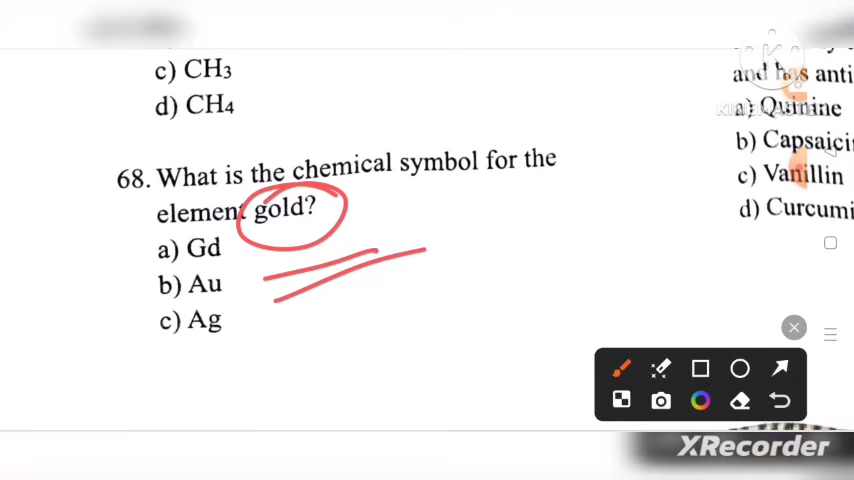 c) CH3
d) CH4
68. What is the chemical symbol for the
element gold?
a) Gd
b) Au
c) Ag
and has anti
a) Quinine
b) Capsaici
c) Vanillin
d) Curcumi
KINEMASTER
XRecorder